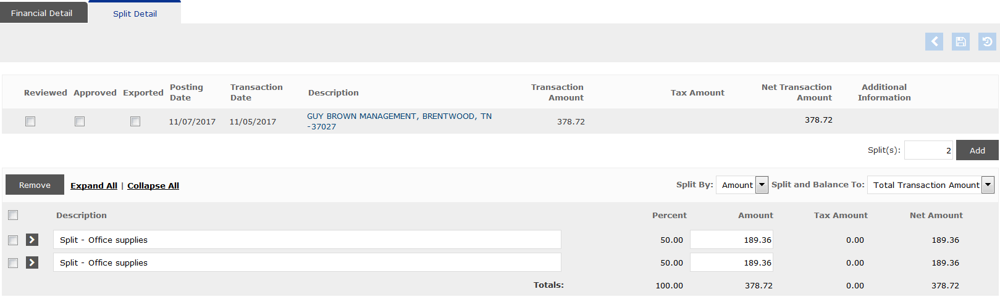 Financial Detail Split Detail
Reviewed Approved Exported Posting Date Transaction Date Description Transaction Amount Tax Amount Net Transaction Amount Additional Information
11/07/2017 11/05/2017 GUY BROWN MANAGEMENT, BRENTWOOD, TN -37027 378.72 378.72
Split(s): 2 Add
Remove Expand All | Collapse All Split By: Amount Split and Balance To: Total Transaction Amount
Description Percent Amount Tax Amount Net Amount
Split - Office supplies 50.00 189.36 0.00 189.36
Split - Office supplies 50.00 189.36 0.00 189.36
Totals: 100.00 378.72 0.00 378.72